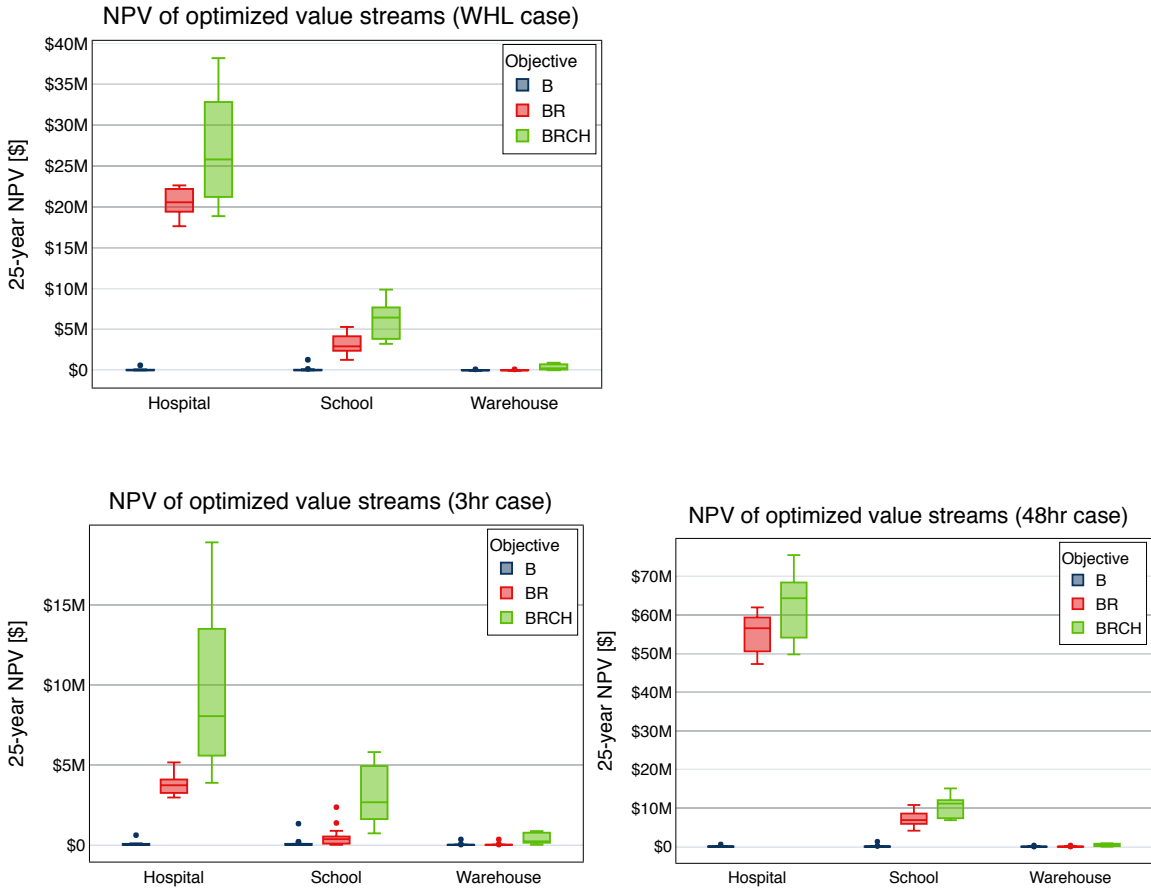 NPV of optimized value streams (WHL case)
25-year NPV [$]
$40M
$35M
$30M
$25M
$20M
$15M
$10M
$5M
$0
Objective
B
BR
BRCH
Hospital School Warehouse
NPV of optimized value streams (3hr case)
25-year NPV [$]
$15M
$10M
$5M
$0
Objective
B
BR
BRCH
Hospital School Warehouse
NPV of optimized value streams (48hr case)
25-year NPV [$]
$70M
$60M
$50M
$40M
$30M
$20M
$10M
$0
Objective
B
BR
BRCH
Hospital School Warehouse